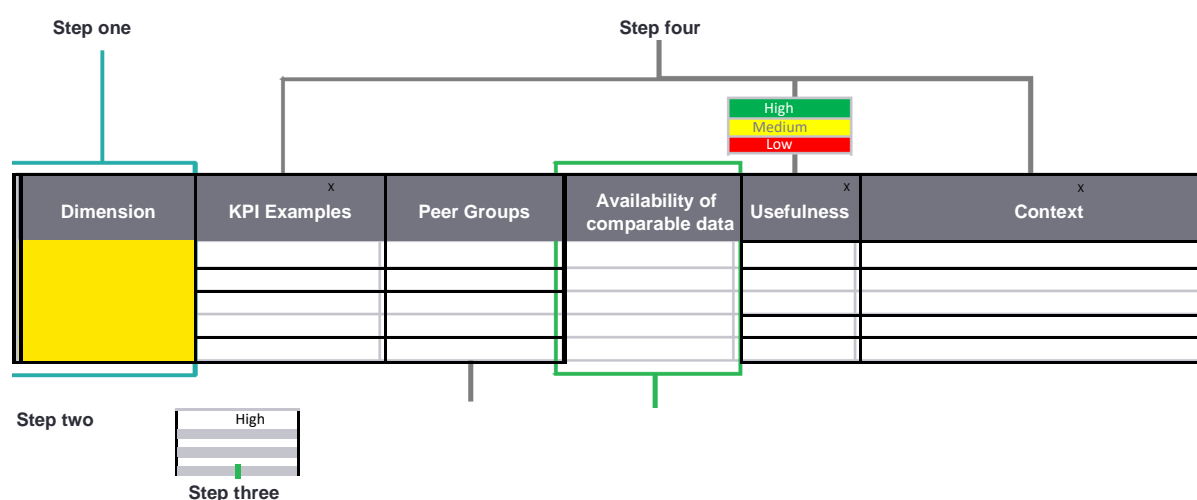 Step one
Step four
High
Medium
Low
x
x
x
Dimension
KPI Examples
Peer Groups
Availability of
comparable data
Usefulness
Context
Step two
High
Step three